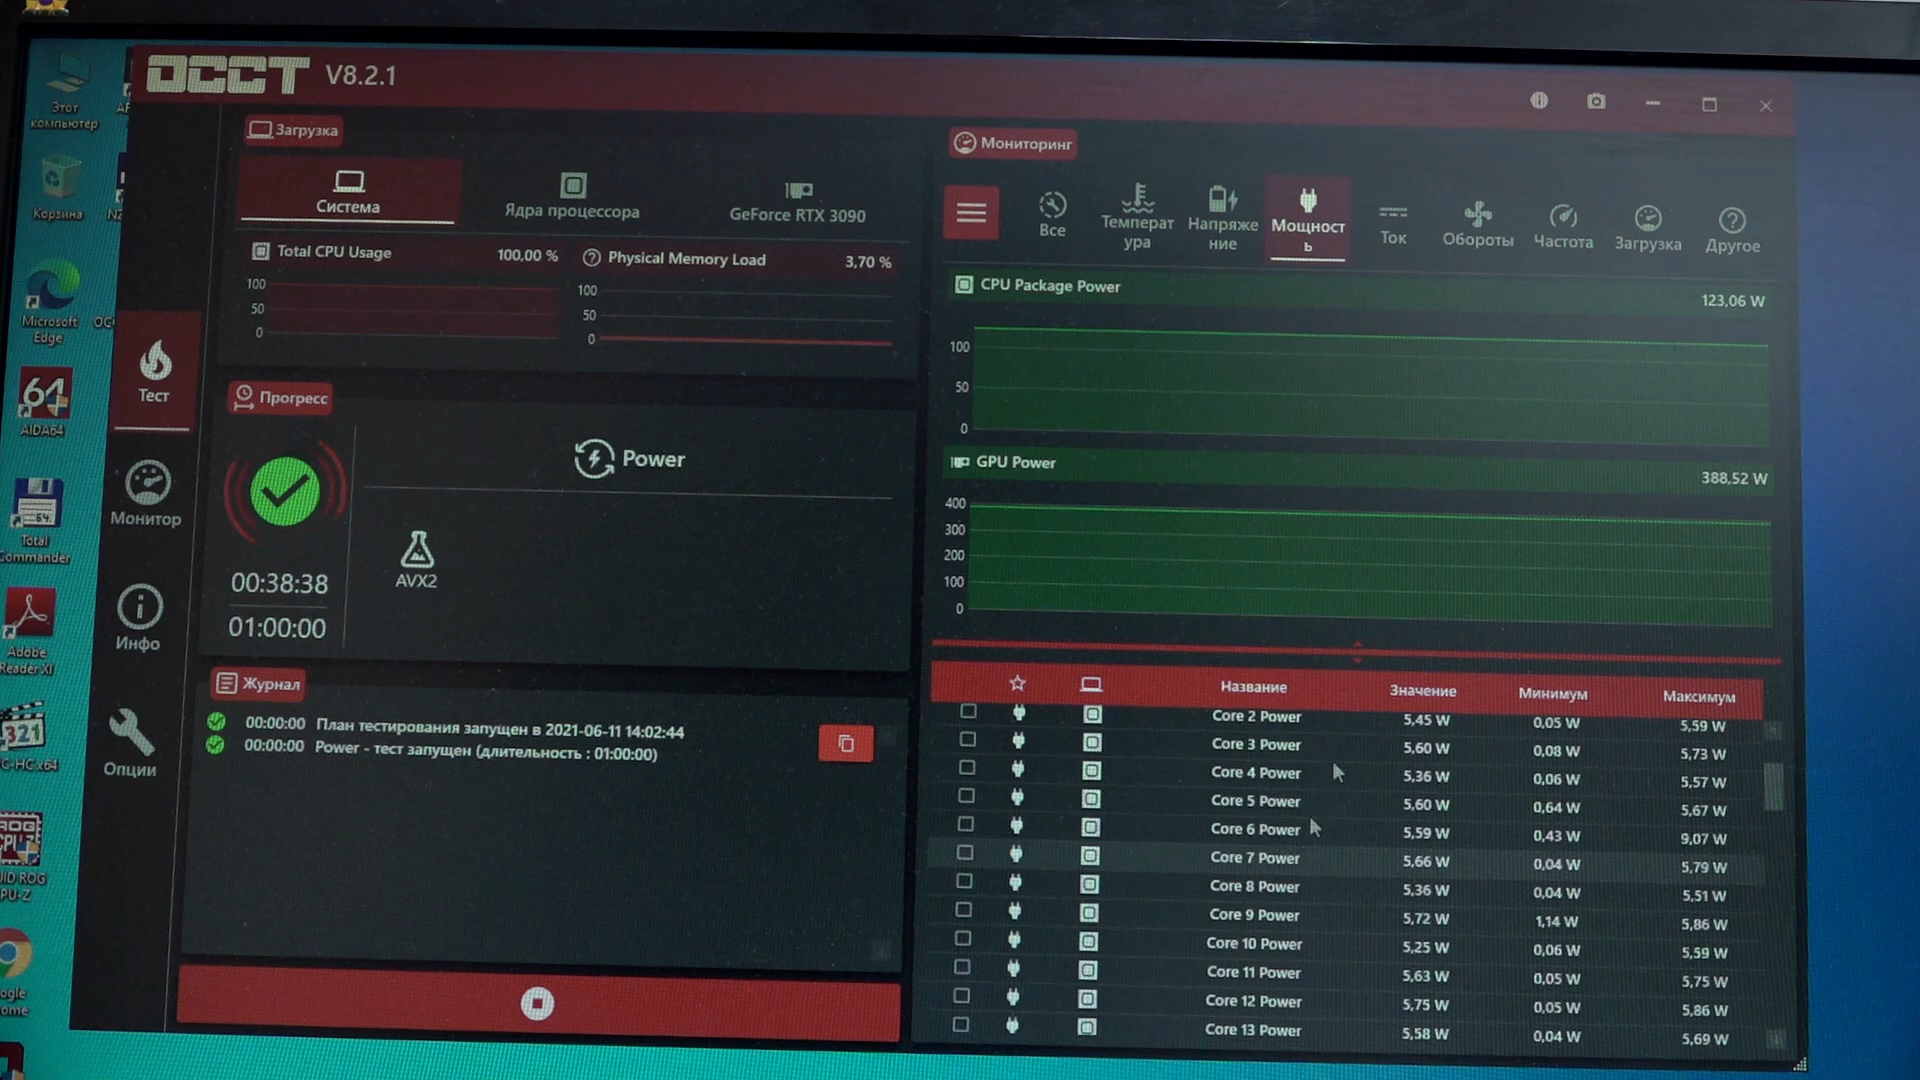 OCCT V8.2.1
Этот
компьютер
Корзина
Microsoft
Edge
64
AIDA64
64
Total
Commander
Adobe
Reader XI
321
ROG
Тест
Монитор
Инфо
Опции
Загрузка
Система
Ядра процессора
GeForce RTX 3090
Total CPU Usage
100,00 %
100
50
0
Physical Memory Load
3,70 %
100
50
0
Прогресс
Power
AVX2
00:38:38
01:00:00
Журнал
00:00:00 План тестирования запущен в 2021-06-11 14:02:44
00:00:00 Power - тест запущен (длительность : 01:00:00)
Мониторинг
Все
Температ
ура
Напряже
ние
Мощност
ь
Ток
Обороты
Частота
Загрузка
Другое
CPU Package Power
123,06 W
100
50
0
GPU Power
388,52 W
400
300
200
100
0
Название Значение Минимум Максимум
Core 2 Power 5,45 W 0,05 W 5,59 W
Core 3 Power 5,60 W 0,08 W 5,73 W
Core 4 Power 5,36 W 0,06 W 5,57 W
Core 5 Power 5,60 W 0,64 W 5,67 W
Core 6 Power 5,59 W 0,43 W 9,07 W
Core 7 Power 5,66 W 0,04 W 5,79 W
Core 8 Power 5,36 W 0,04 W 5,51 W
Core 9 Power 5,72 W 1,14 W 5,86 W
Core 10 Power 5,25 W 0,06 W 5,59 W
Core 11 Power 5,63 W 0,05 W 5,75 W
Core 12 Power 5,75 W 0,05 W 5,86 W
Core 13 Power 5,58 W 0,04 W 5,69 W